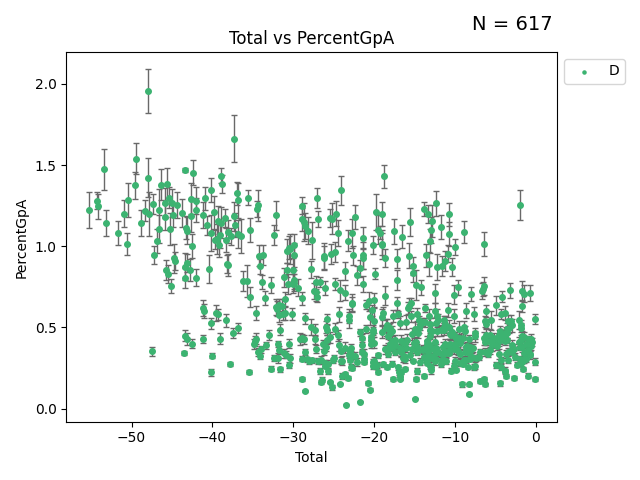 N = 617
Total vs PercentGpA
D
PercentGpA
2.0
1.5
1.0
0.5
0.0
−50 −40 −30 −20 −10 0
Total